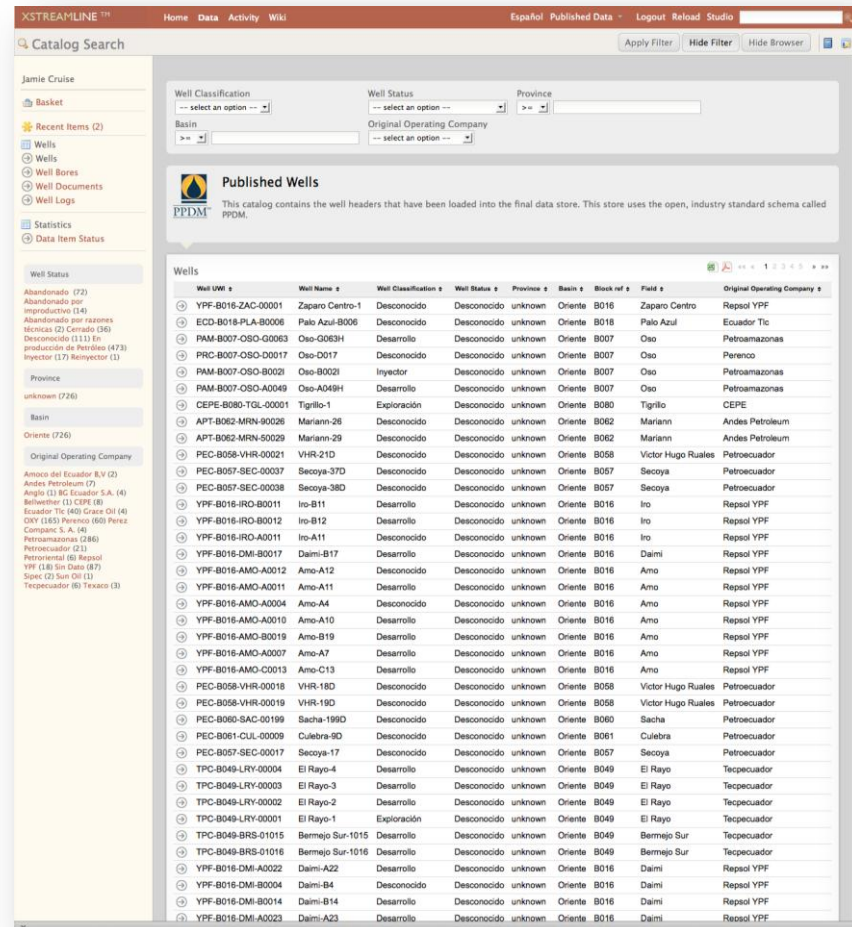 XSTREAMLINE ™ Home Data Activity Wiki Español Published Data Logout Reload Studio
Catalog Search Apply Filter Hide Filter Hide Browser
Jamie Cruise
Basket
Recent Items (2)
Wells
Wells
Well Bores
Well Documents
Well Logs
Statistics
Data Item Status
Well Status
Abandonado (72)
Abandonado por
improductivo (14)
Abandonado por razones
técnicas (2) Cerrado (36)
Desconocido (111) En
producción de Petróleo (473)
Inyector (17) Reinyector (1)
Province
unknown (726)
Basin
Oriente (726)
Original Operating Company
Amoco del Ecuador B,V (2)
Andes Petroleum (7)
Anglo (1) BG Ecuador S.A. (4)
Bellwether (1) CEPE (8)
Ecuador Tlc (40) Grace Oil (4)
OXY (165) Perenco (60) Perez
Companc S. A. (4)
Petroamazonas (286)
Petroecuador (21)
Petroriental (6) Repsol
YPF (18) Sin Dato (87)
Sipec (2) Sun Oil (1)
Tecpecuador (6) Texaco (3)
Well Classification Well Status Province
-- select an option -- -- select an option -- >=
Basin Original Operating Company
>= -- select an option --
PPDM™
Published Wells
This catalog contains the well headers that have been loaded into the final data store. This store uses the open, industry standard schema called
PPDM.
Wells 1 2 3 4 5
Well UWI Well Name Well Classification Well Status Province Basin Block ref Field Original Operating Company
YPF-B016-ZAC-00001 Zaparo Centro-1 Desconocido Desconocido unknown Oriente B016 Zaparo Centro Repsol YPF
ECD-B018-PLA-B0006 Palo Azul-B006 Desconocido Desconocido unknown Oriente B018 Palo Azul Ecuador Tlc
PAM-B007-OSO-G0063 Oso-G063H Desarrollo Desconocido unknown Oriente B007 Oso Petroamazonas
PRC-B007-OSO-D0017 Oso-D017 Desconocido Desconocido unknown Oriente B007 Oso Perenco
PAM-B007-OSO-B002I Oso-B002I Inyector Desconocido unknown Oriente B007 Oso Petroamazonas
PAM-B007-OSO-A0049 Oso-A049H Desarrollo Desconocido unknown Oriente B007 Oso Petroamazonas
CEPE-B080-TGL-00001 Tigrillo-1 Exploración Desconocido unknown Oriente B080 Tigrillo CEPE
APT-B062-MRN-90026 Mariann-26 Desconocido Desconocido unknown Oriente B062 Mariann Andes Petroleum
APT-B062-MRN-50029 Mariann-29 Desconocido Desconocido unknown Oriente B062 Mariann Andes Petroleum
PEC-B058-VHR-00021 VHR-21D Desconocido Desconocido unknown Oriente B058 Victor Hugo Ruales Petroecuador
PEC-B057-SEC-00037 Secoya-37D Desconocido Desconocido unknown Oriente B057 Secoya Petroecuador
PEC-B057-SEC-00038 Secoya-38D Desconocido Desconocido unknown Oriente B057 Secoya Petroecuador
YPF-B016-IRO-B0011 Iro-B11 Desarrollo Desconocido unknown Oriente B016 Iro Repsol YPF
YPF-B016-IRO-B0012 Iro-B12 Desarrollo Desconocido unknown Oriente B016 Iro Repsol YPF
YPF-B016-IRO-A0011 Iro-A11 Desconocido Desconocido unknown Oriente B016 Iro Repsol YPF
YPF-B016-DMI-B0017 Daimi-B17 Desarrollo Desconocido unknown Oriente B016 Daimi Repsol YPF
YPF-B016-AMO-A0012 Amo-A12 Desconocido Desconocido unknown Oriente B016 Amo Repsol YPF
YPF-B016-AMO-A0011 Amo-A11 Desarrollo Desconocido unknown Oriente B016 Amo Repsol YPF
YPF-B016-AMO-A0004 Amo-A4 Desconocido Desconocido unknown Oriente B016 Amo Repsol YPF
YPF-B016-AMO-A0010 Amo-A10 Desarrollo Desconocido unknown Oriente B016 Amo Repsol YPF
YPF-B016-AMO-B0019 Amo-B19 Desarrollo Desconocido unknown Oriente B016 Amo Repsol YPF
YPF-B016-AMO-A0007 Amo-A7 Desarrollo Desconocido unknown Oriente B016 Amo Repsol YPF
YPF-B016-AMO-C0013 Amo-C13 Desarrollo Desconocido unknown Oriente B016 Amo Repsol YPF
PEC-B058-VHR-00018 VHR-18D Desconocido Desconocido unknown Oriente B058 Victor Hugo Ruales Petroecuador
PEC-B058-VHR-00019 VHR-19D Desconocido Desconocido unknown Oriente B058 Victor Hugo Ruales Petroecuador
PEC-B060-SAC-00199 Sacha-199D Desconocido Desconocido unknown Oriente B060 Sacha Petroecuador
PEC-B061-CUL-00009 Culebra-9D Desconocido Desconocido unknown Oriente B061 Culebra Petroecuador
PEC-B057-SEC-00017 Secoya-17 Desconocido Desconocido unknown Oriente B057 Secoya Petroecuador
TPC-B049-LRY-00004 El Rayo-4 Desarrollo Desconocido unknown Oriente B049 El Rayo Tecpecuador
TPC-B049-LRY-00003 El Rayo-3 Desarrollo Desconocido unknown Oriente B049 El Rayo Tecpecuador
TPC-B049-LRY-00002 El Rayo-2 Desarrollo Desconocido unknown Oriente B049 El Rayo Tecpecuador
TPC-B049-LRY-00001 El Rayo-1 Exploración Desconocido unknown Oriente B049 El Rayo Tecpecuador
TPC-B049-BRS-01015 Bermejo Sur-1015 Desarrollo Desconocido unknown Oriente B049 Bermejo Sur Tecpecuador
TPC-B049-BRS-01016 Bermejo Sur-1016 Desarrollo Desconocido unknown Oriente B049 Bermejo Sur Tecpecuador
YPF-B016-DMI-A0022 Daimi-A22 Desarrollo Desconocido unknown Oriente B016 Daimi Repsol YPF
YPF-B016-DMI-B0004 Daimi-B4 Desconocido Desconocido unknown Oriente B016 Daimi Repsol YPF
YPF-B016-DMI-B0014 Daimi-B14 Desarrollo Desconocido unknown Oriente B016 Daimi Repsol YPF
YPF-B016-DMI-A0023 Daimi-A23 Desarrollo Desconocido unknown Oriente B016 Daimi Repsol YPF